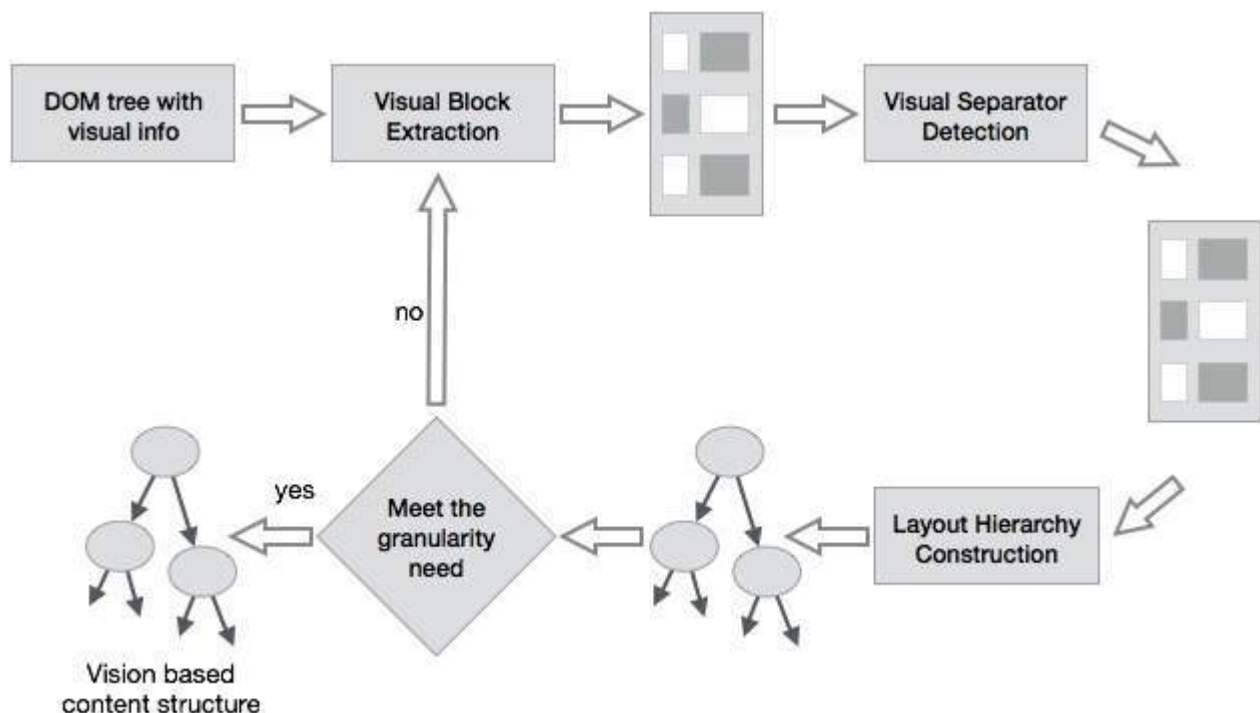 DOM tree with
visual info
Visual Block
Extraction
Visual Separator
Detection
no
yes
Meet the
granularity
need
Layout Hierarchy
Construction
Vision based
content structure